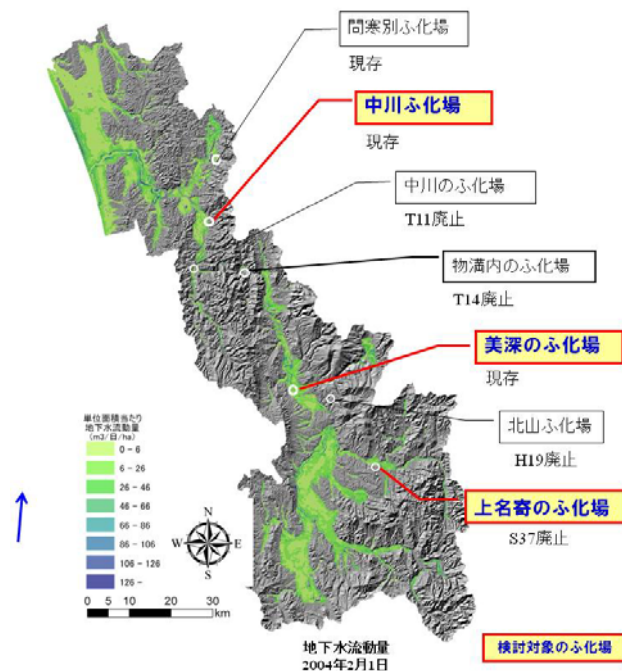 問寒別ふ化場
現存
中川ふ化場
現存
中川のふ化場
T11廃止
物満内のふ化場
T14廃止
美深のふ化場
現存
北山ふ化場
H19廃止
上名寄のふ化場
S37廃止
単位面積当たり
地下水流動量
(m3/日/ha)
0 - 6
6 - 26
26 - 46
46 - 66
66 - 86
86 - 106
106 - 126
126 -
N
W E
S
0 5 10 20 30
km
地下水流動量
2004年2月1日
検討対象のふ化場